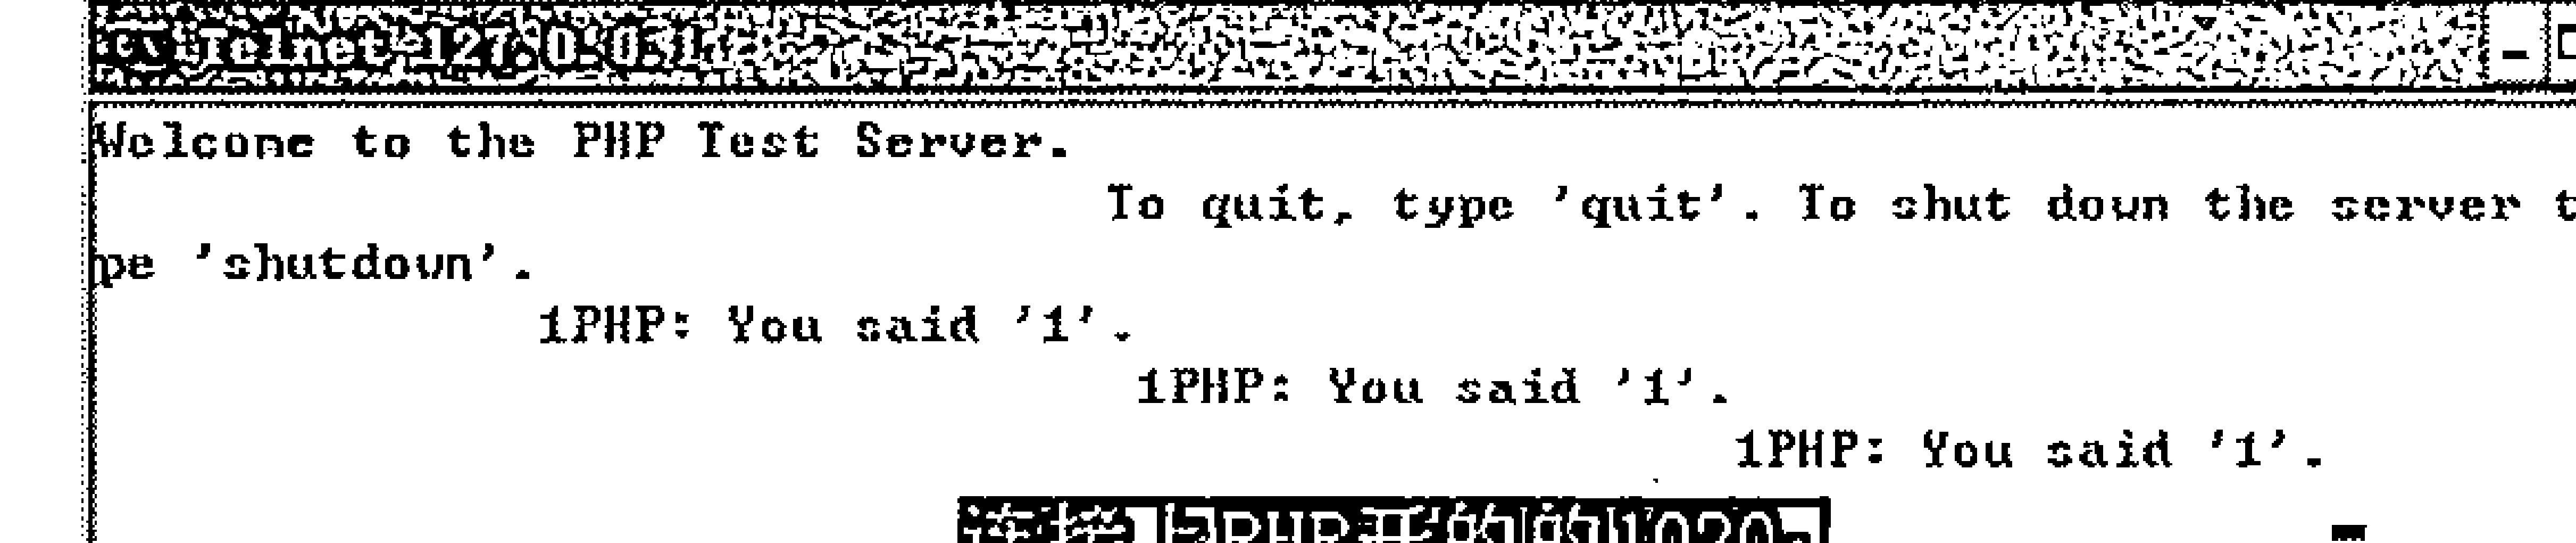 Telnet 127.0.0.1
Welcome to the PHP Test Server.
To quit, type 'quit'. To shut down the server t
pe 'shutdown'.
1PHP: You said '1'.
1PHP: You said '1'.
1PHP: You said '1'.